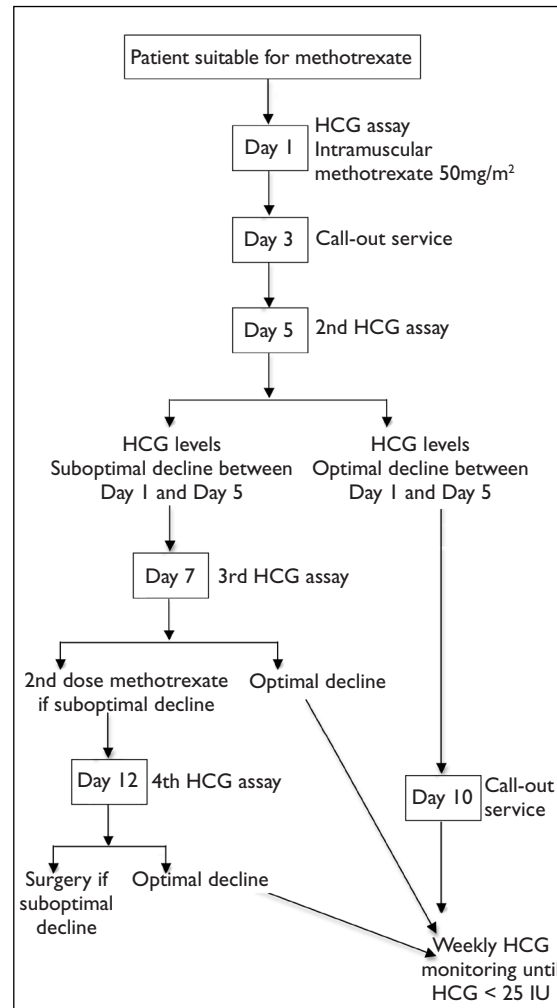 Patient suitable for methotrexate
Day 1
HCG assay
Intramuscular
methotrexate 50mg/m²
Day 3
Call-out service
Day 5
2nd HCG assay
HCG levels
Suboptimal decline between
Day 1 and Day 5
HCG levels
Optimal decline between
Day 1 and Day 5
Day 7
3rd HCG assay
2nd dose methotrexate
if suboptimal decline
Optimal decline
Day 12
4th HCG assay
Day 10
Call-out
service
Surgery if
suboptimal
decline
Optimal decline
Weekly HCG
monitoring until
HCG < 25 IU